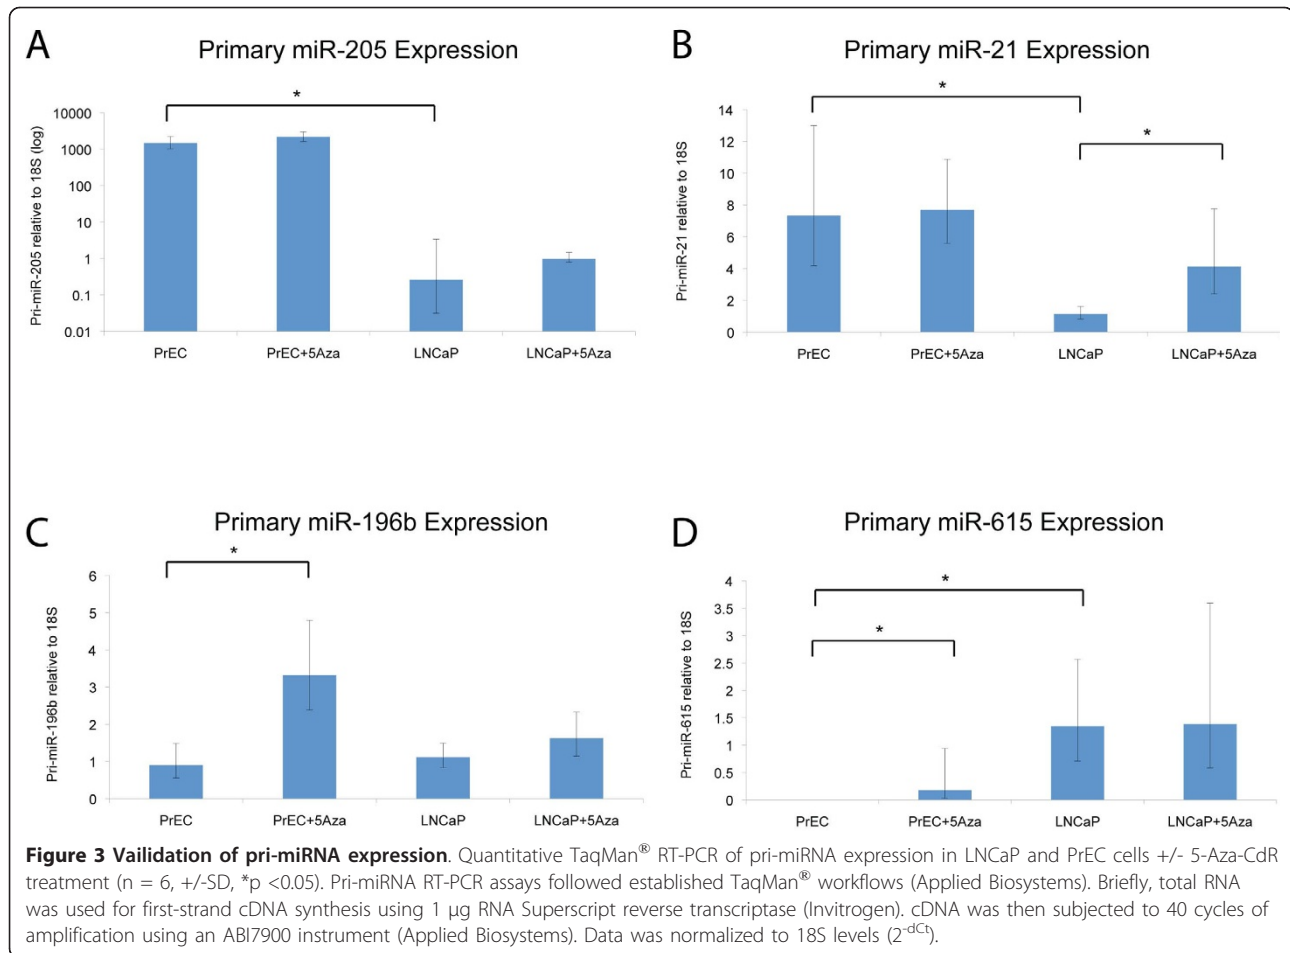 A
Primary miR-205 Expression
*
Pri-miR-205 relative to 18S (log)
10000
1000
100
10
1
0.1
0.01
PrEC
PrEC+5Aza
LNCaP
LNCaP+5Aza
B
Primary miR-21 Expression
*
*
Pri-miR-21 relative to 18S
14
12
10
8
6
4
2
0
PrEC
PrEC+5Aza
LNCaP
LNCaP+5Aza
C
Primary miR-196b Expression
*
Pri-miR-196b relative to 18S
6
5
4
3
2
1
0
PrEC
PrEC+5Aza
LNCaP
LNCaP+5Aza
D
Primary miR-615 Expression
*
*
Pri-miR-615 relative to 18S
4
3.5
3
2.5
2
1.5
1
0.5
0
PrEC
PrEC+5Aza
LNCaP
LNCaP+5Aza
Figure 3 Vailidation of pri-miRNA expression. Quantitative TaqMan® RT-PCR of pri-miRNA expression in LNCaP and PrEC cells +/- 5-Aza-CdR
treatment (n = 6, +/-SD, *p <0.05). Pri-miRNA RT-PCR assays followed established TaqMan® workflows (Applied Biosystems). Briefly, total RNA
was used for first-strand cDNA synthesis using 1 μg RNA Superscript reverse transcriptase (Invitrogen). cDNA was then subjected to 40 cycles of
amplification using an ABI7900 instrument (Applied Biosystems). Data was normalized to 18S levels (2-dCt).